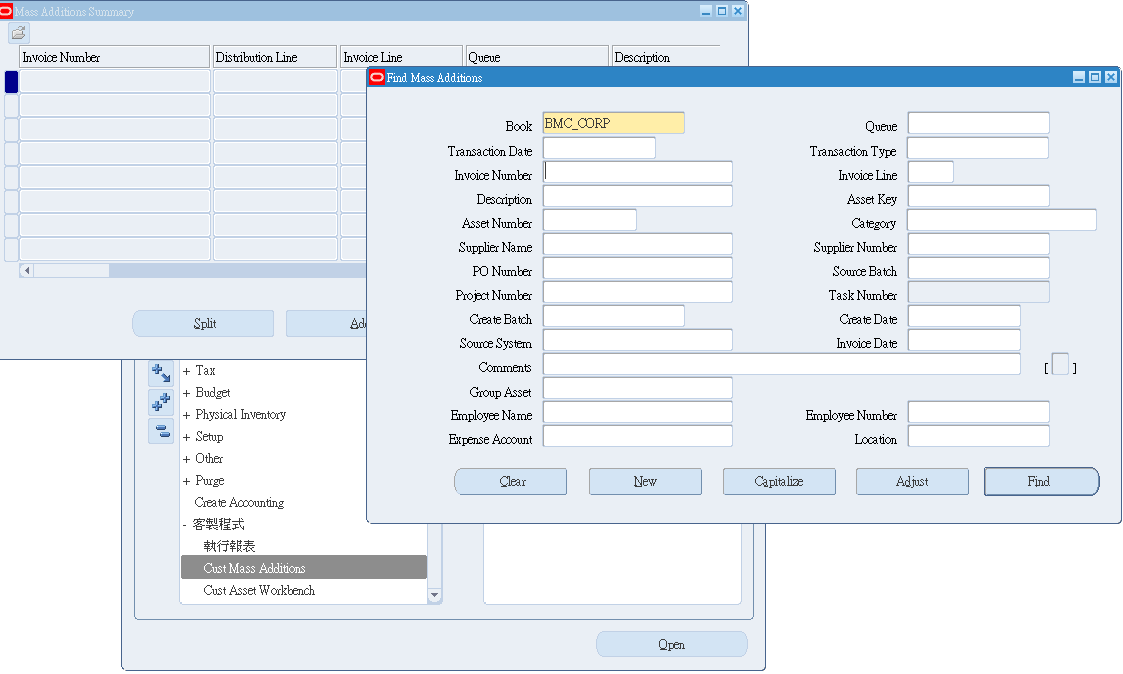 Mass Additions Summary
Invoice Number Distribution Line Invoice Line Queue Description
Split
Find Mass Additions
Book BMC_CORP Queue
Transaction Date Transaction Type
Invoice Number Invoice Line
Description Asset Key
Asset Number Category
Supplier Name Supplier Number
PO Number Source Batch
Project Number Task Number
Create Batch Create Date
Source System Invoice Date
Comments [ ]
Group Asset
Employee Name Employee Number
Expense Account Location
Clear New Capitalize Adjust Find
+ Tax
+ Budget
+ Physical Inventory
+ Setup
+ Other
+ Purge
Create Accounting
- 客製程式
執行報表
Cust Mass Additions
Cust Asset Workbench
Open